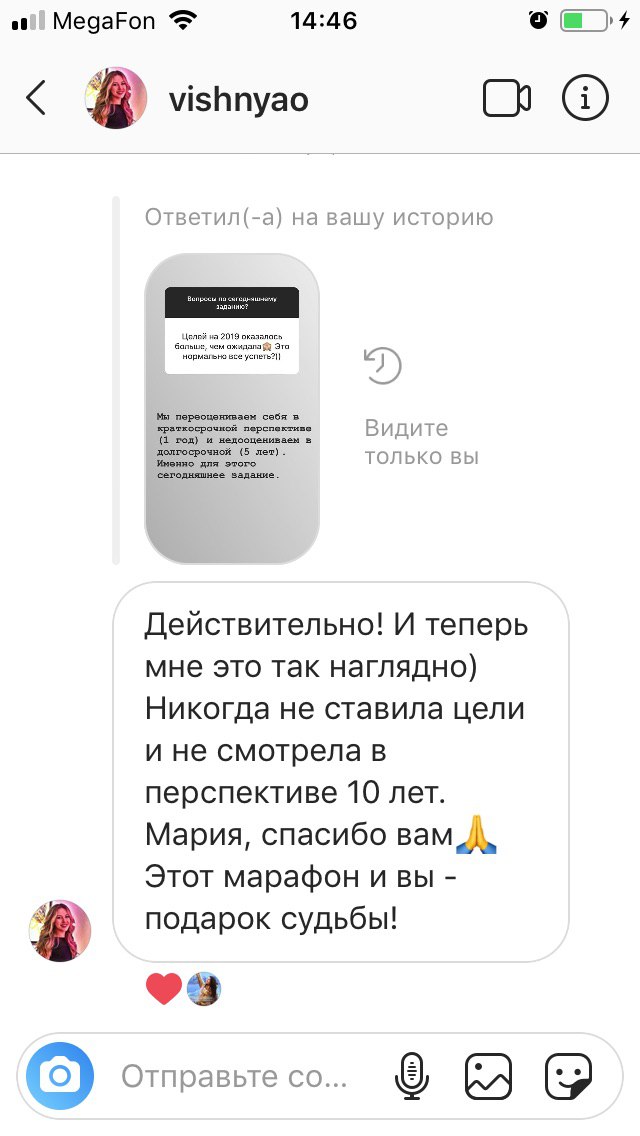 MegaFon 14:46
vishnyao
Ответил(-а) на вашу историю
Вопросы по сегодняшнему
заданию?
Целей на 2019 оказалось
больше, чем ожидала🙈 Это
нормально все успеть?))
Мы переоцениваем себя в
краткосрочной перспективе
(1 год) и недооцениваем в
долгосрочной (5 лет).
Именно для этого
сегодняшнее задание.
Видите
только вы
Действительно! И теперь
мне это так наглядно)
Никогда не ставила цели
и не смотрела в
перспективе 10 лет.
Мария, спасибо вам🙏
Этот марафон и вы -
подарок судьбы!
Отправьте со...